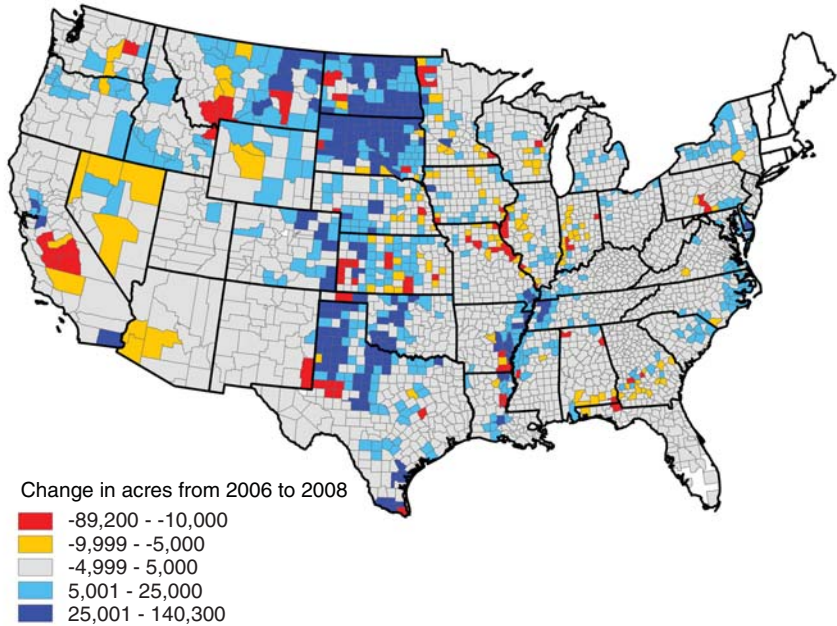 Change in acres from 2006 to 2008
-89,200 - -10,000
-9,999 - -5,000
-4,999 - 5,000
5,001 - 25,000
25,001 - 140,300